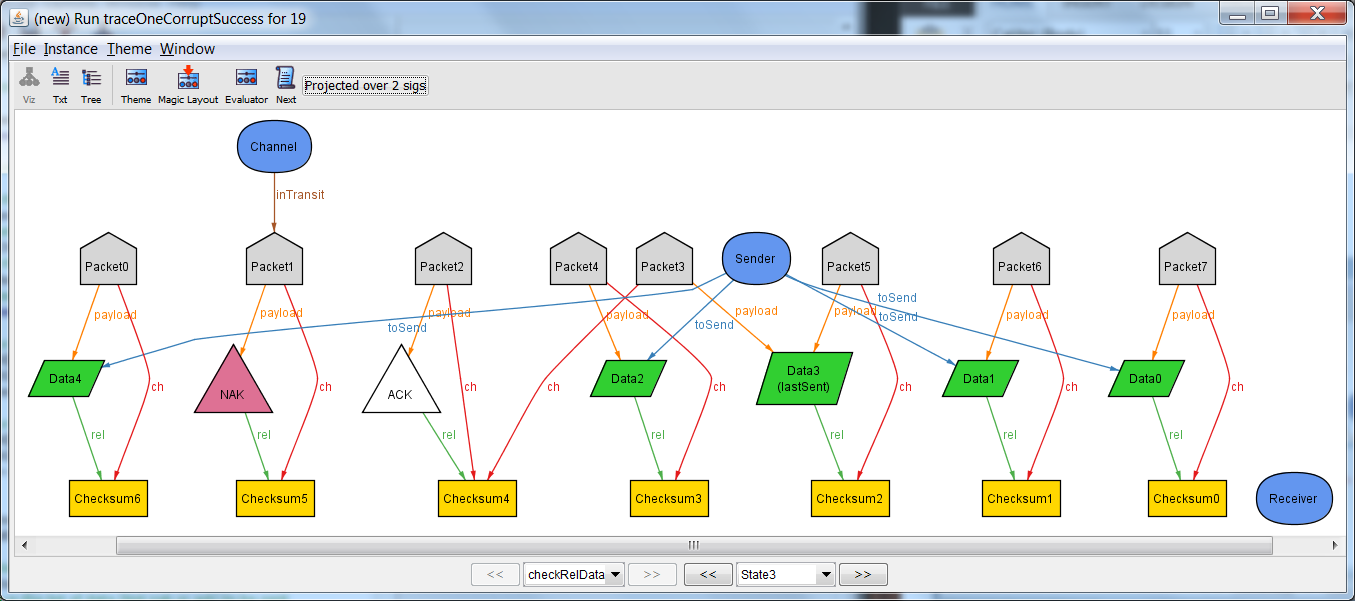 (new) Run traceOneCorruptSuccess for 19
File Instance Theme Window
Viz Txt Tree Theme Magic Layout Evaluator Next Projected over 2 sigs
Channel
inTransit
Packet0 Packet1 Packet2 Packet4 Packet3 Sender Packet5 Packet6 Packet7
toSend
payload payload payload payload payload payload toSend payload payload
toSend toSend
Data4 NAK ACK Data2 Data3 (lastSent) Data1 Data0
ch ch ch ch ch ch ch ch
rel rel rel rel rel rel rel
Checksum6 Checksum5 Checksum4 Checksum3 Checksum2 Checksum1 Checksum0 Receiver
<< checkRelData >> << State3 >>